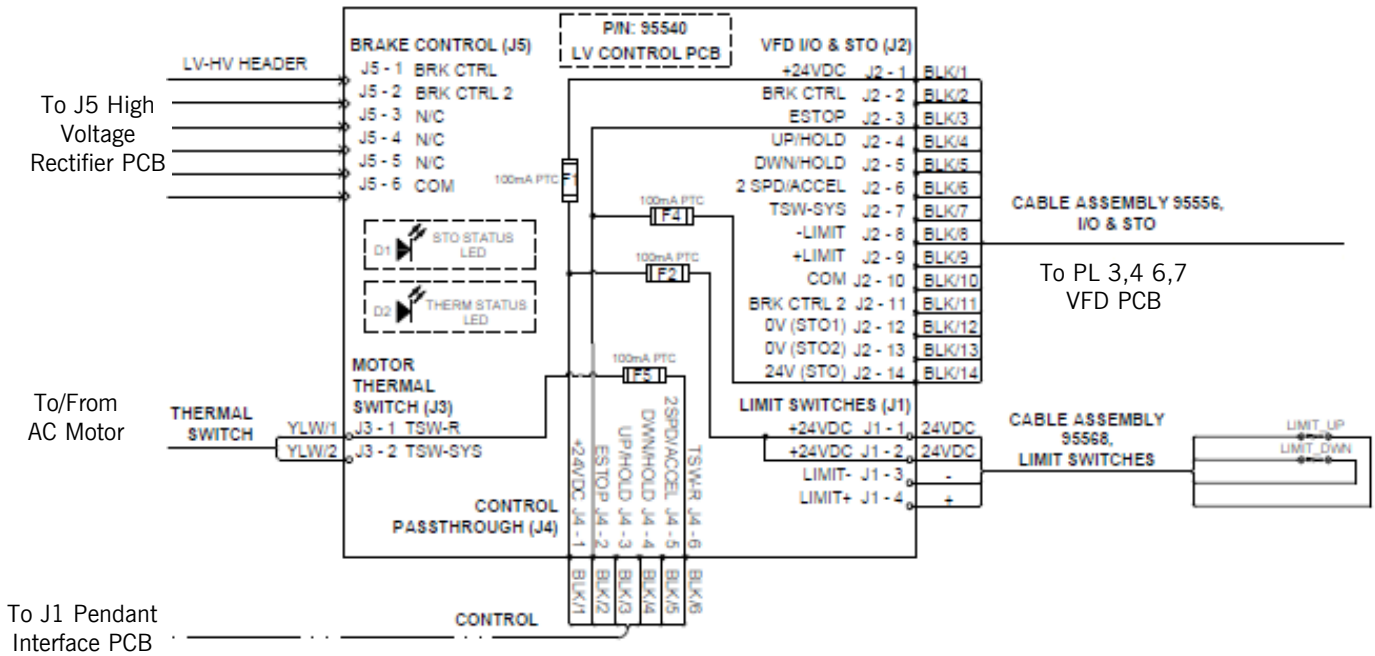 P/N: 95540
LV CONTROL PCB
BRAKE CONTROL (J5)
LV-HV HEADER
J5 - 1 BRK CTRL
J5 - 2 BRK CTRL 2
J5 - 3 N/C
J5 - 4 N/C
J5 - 5 N/C
J5 - 6 COM
To J5 High
Voltage
Rectifier PCB
100mA PTC
F1
D1
STO STATUS
LED
D2
THERM STATUS
LED
100mA PTC
F4
100mA PTC
F2
100mA PTC
F5
VFD I/O & STO (J2)
+24VDC J2 - 1 BLK/1
BRK CTRL J2 - 2 BLK/2
ESTOP J2 - 3 BLK/3
UP/HOLD J2 - 4 BLK/4
DWN/HOLD J2 - 5 BLK/5
2 SPD/ACCEL J2 - 6 BLK/6
TSW-SYS J2 - 7 BLK/7
-LIMIT J2 - 8 BLK/8
+LIMIT J2 - 9 BLK/9
COM J2 - 10 BLK/10
BRK CTRL 2 J2 - 11 BLK/11
0V (STO1) J2 - 12 BLK/12
0V (STO2) J2 - 13 BLK/13
24V (STO) J2 - 14 BLK/14
CABLE ASSEMBLY 95556,
I/O & STO
To PL 3,4 6,7
VFD PCB
MOTOR
THERMAL
SWITCH (J3)
J3 - 1 TSW-R
J3 - 2 TSW-SYS
YLW/1
YLW/2
THERMAL
SWITCH
To/From
AC Motor
LIMIT SWITCHES (J1)
+24VDC J1 - 1 24VDC
+24VDC J1 - 2 24VDC
LIMIT- J1 - 3 -
LIMIT+ J1 - 4 +
CABLE ASSEMBLY
95568,
LIMIT SWITCHES
LIMIT_UP
LIMIT_DWN
CONTROL
PASSTHROUGH (J4)
+24VDC J4 - 1
ESTOP J4 - 2
UP/HOLD J4 - 3
DWN/HOLD J4 - 4
2SPD/ACCEL J4 - 5
TSW-R J4 - 6
BLK/1
BLK/2
BLK/3
BLK/4
BLK/5
BLK/6
CONTROL
To J1 Pendant
Interface PCB